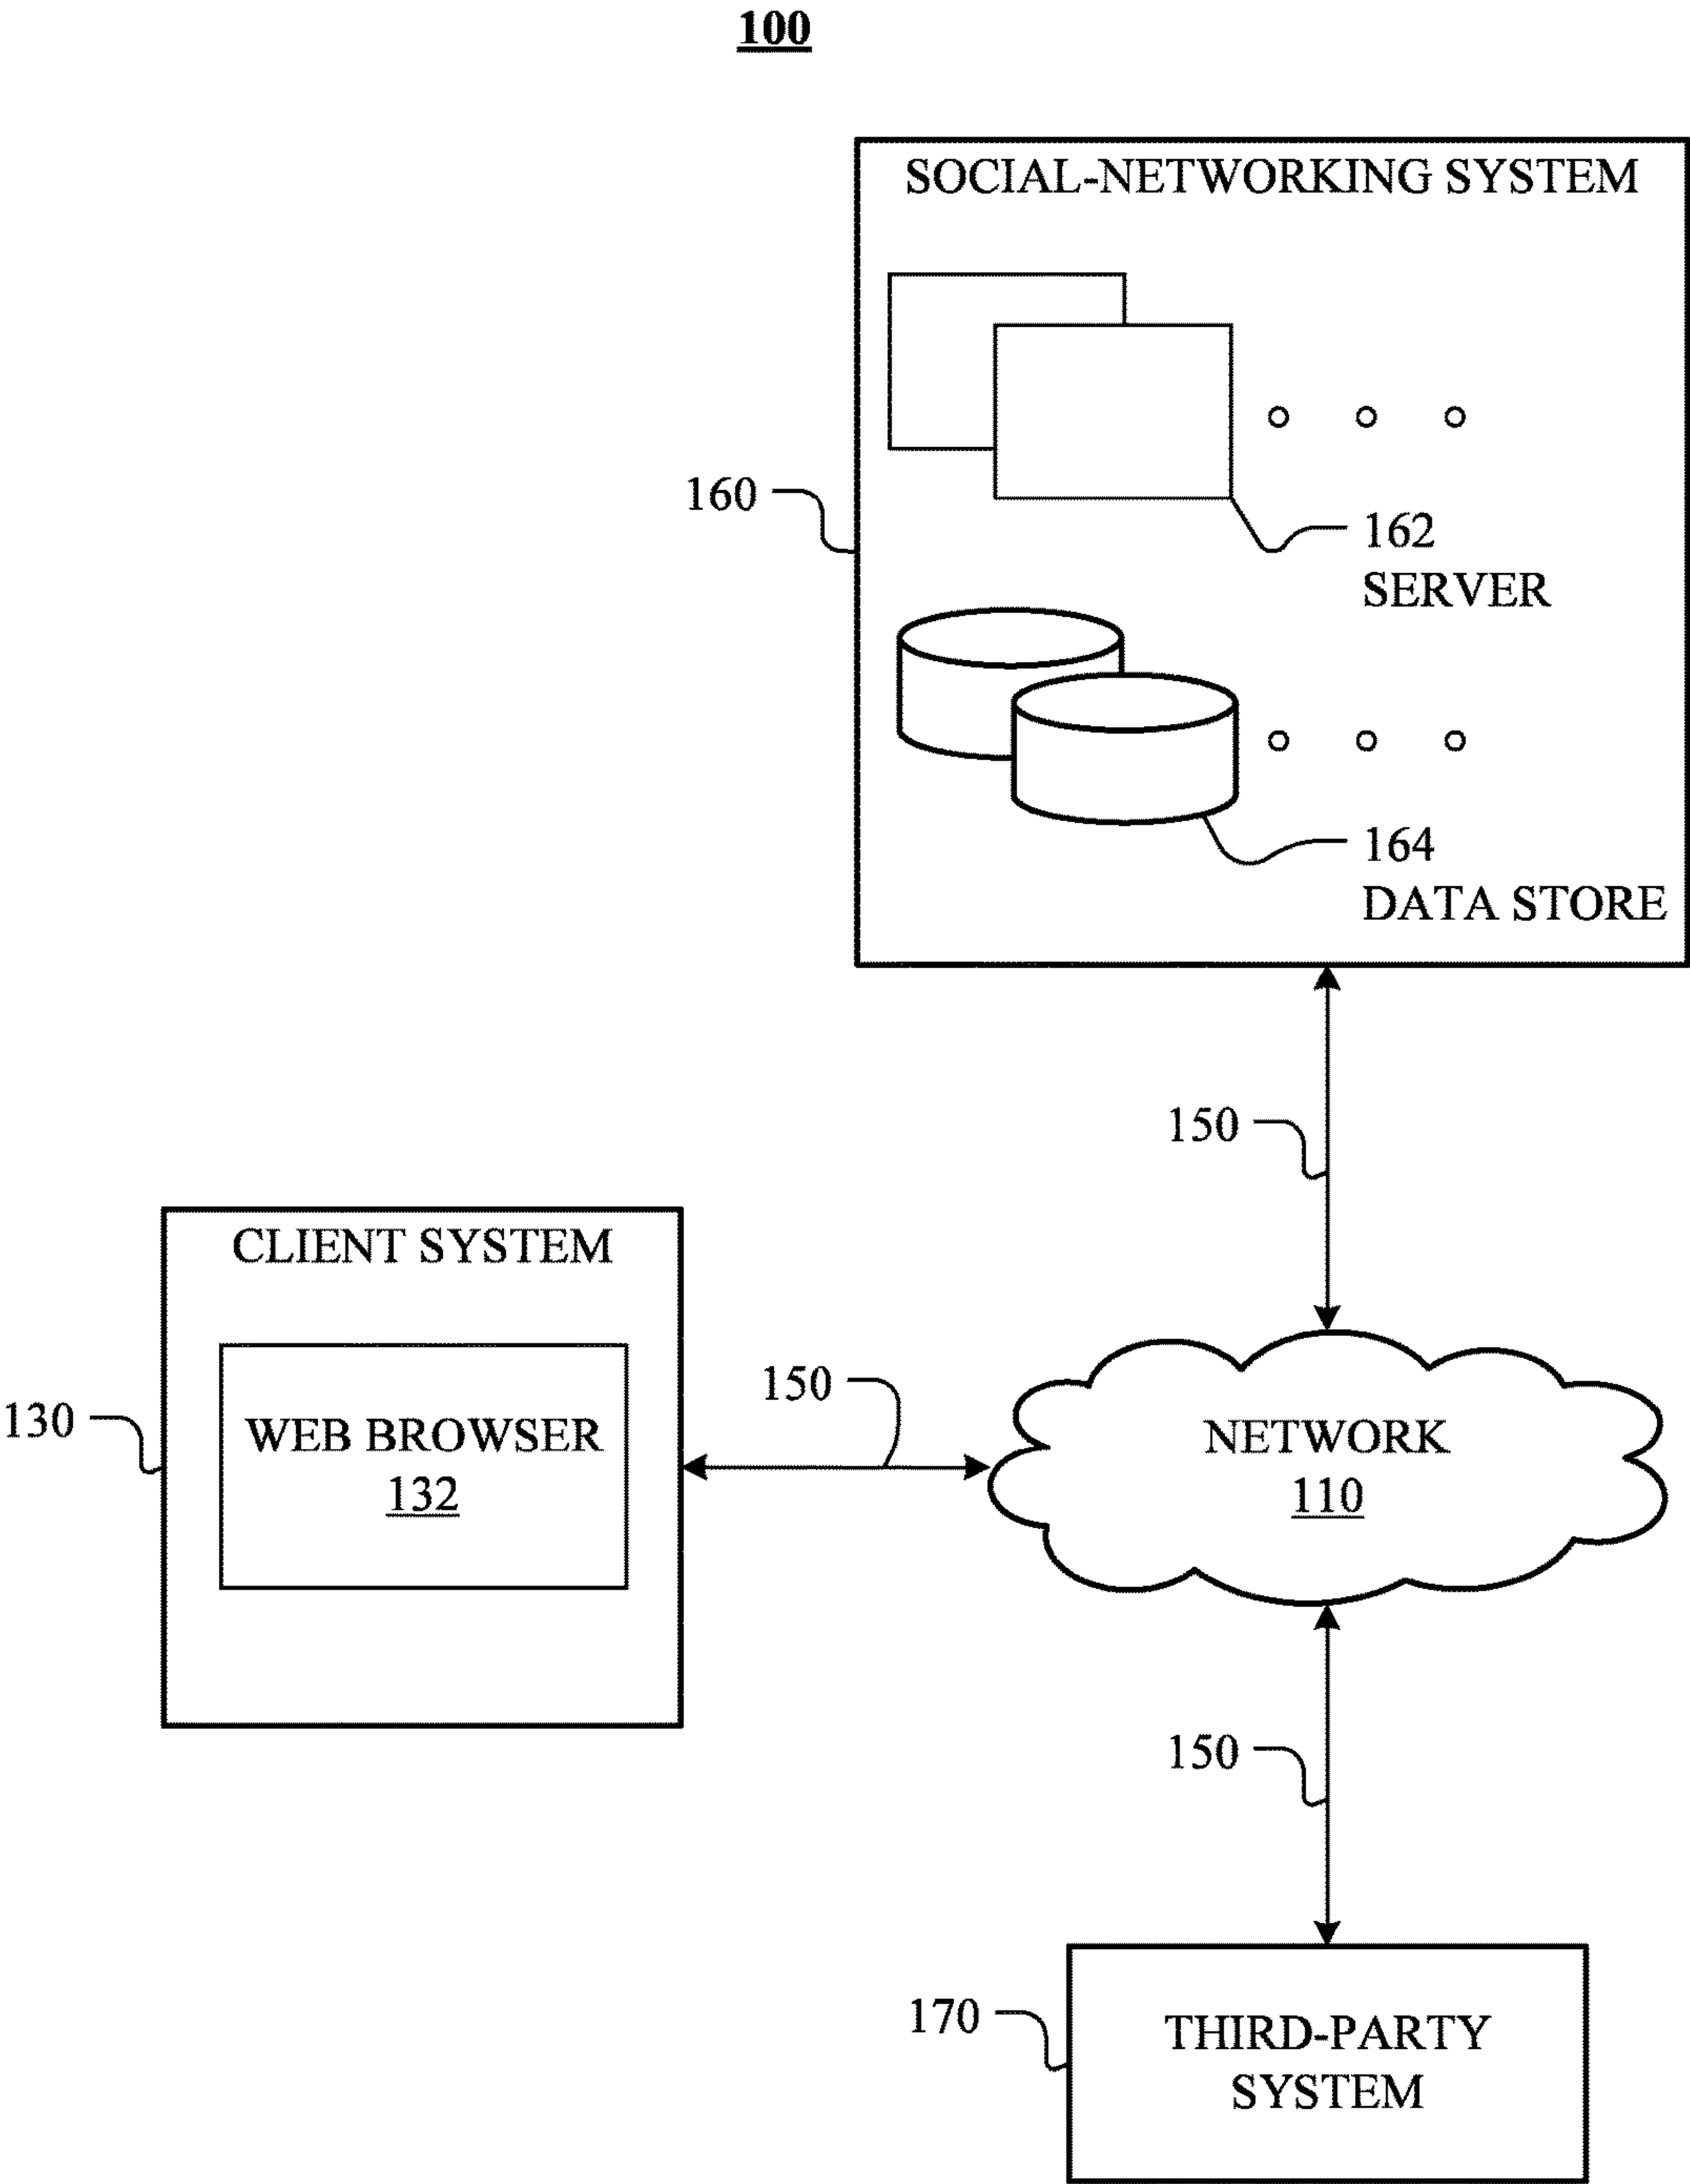 100
SOCIAL-NETWORKING SYSTEM
160
162
SERVER
164
DATA STORE
150
CLIENT SYSTEM
130
WEB BROWSER
132
150
NETWORK
110
150
170
THIRD-PARTY
SYSTEM